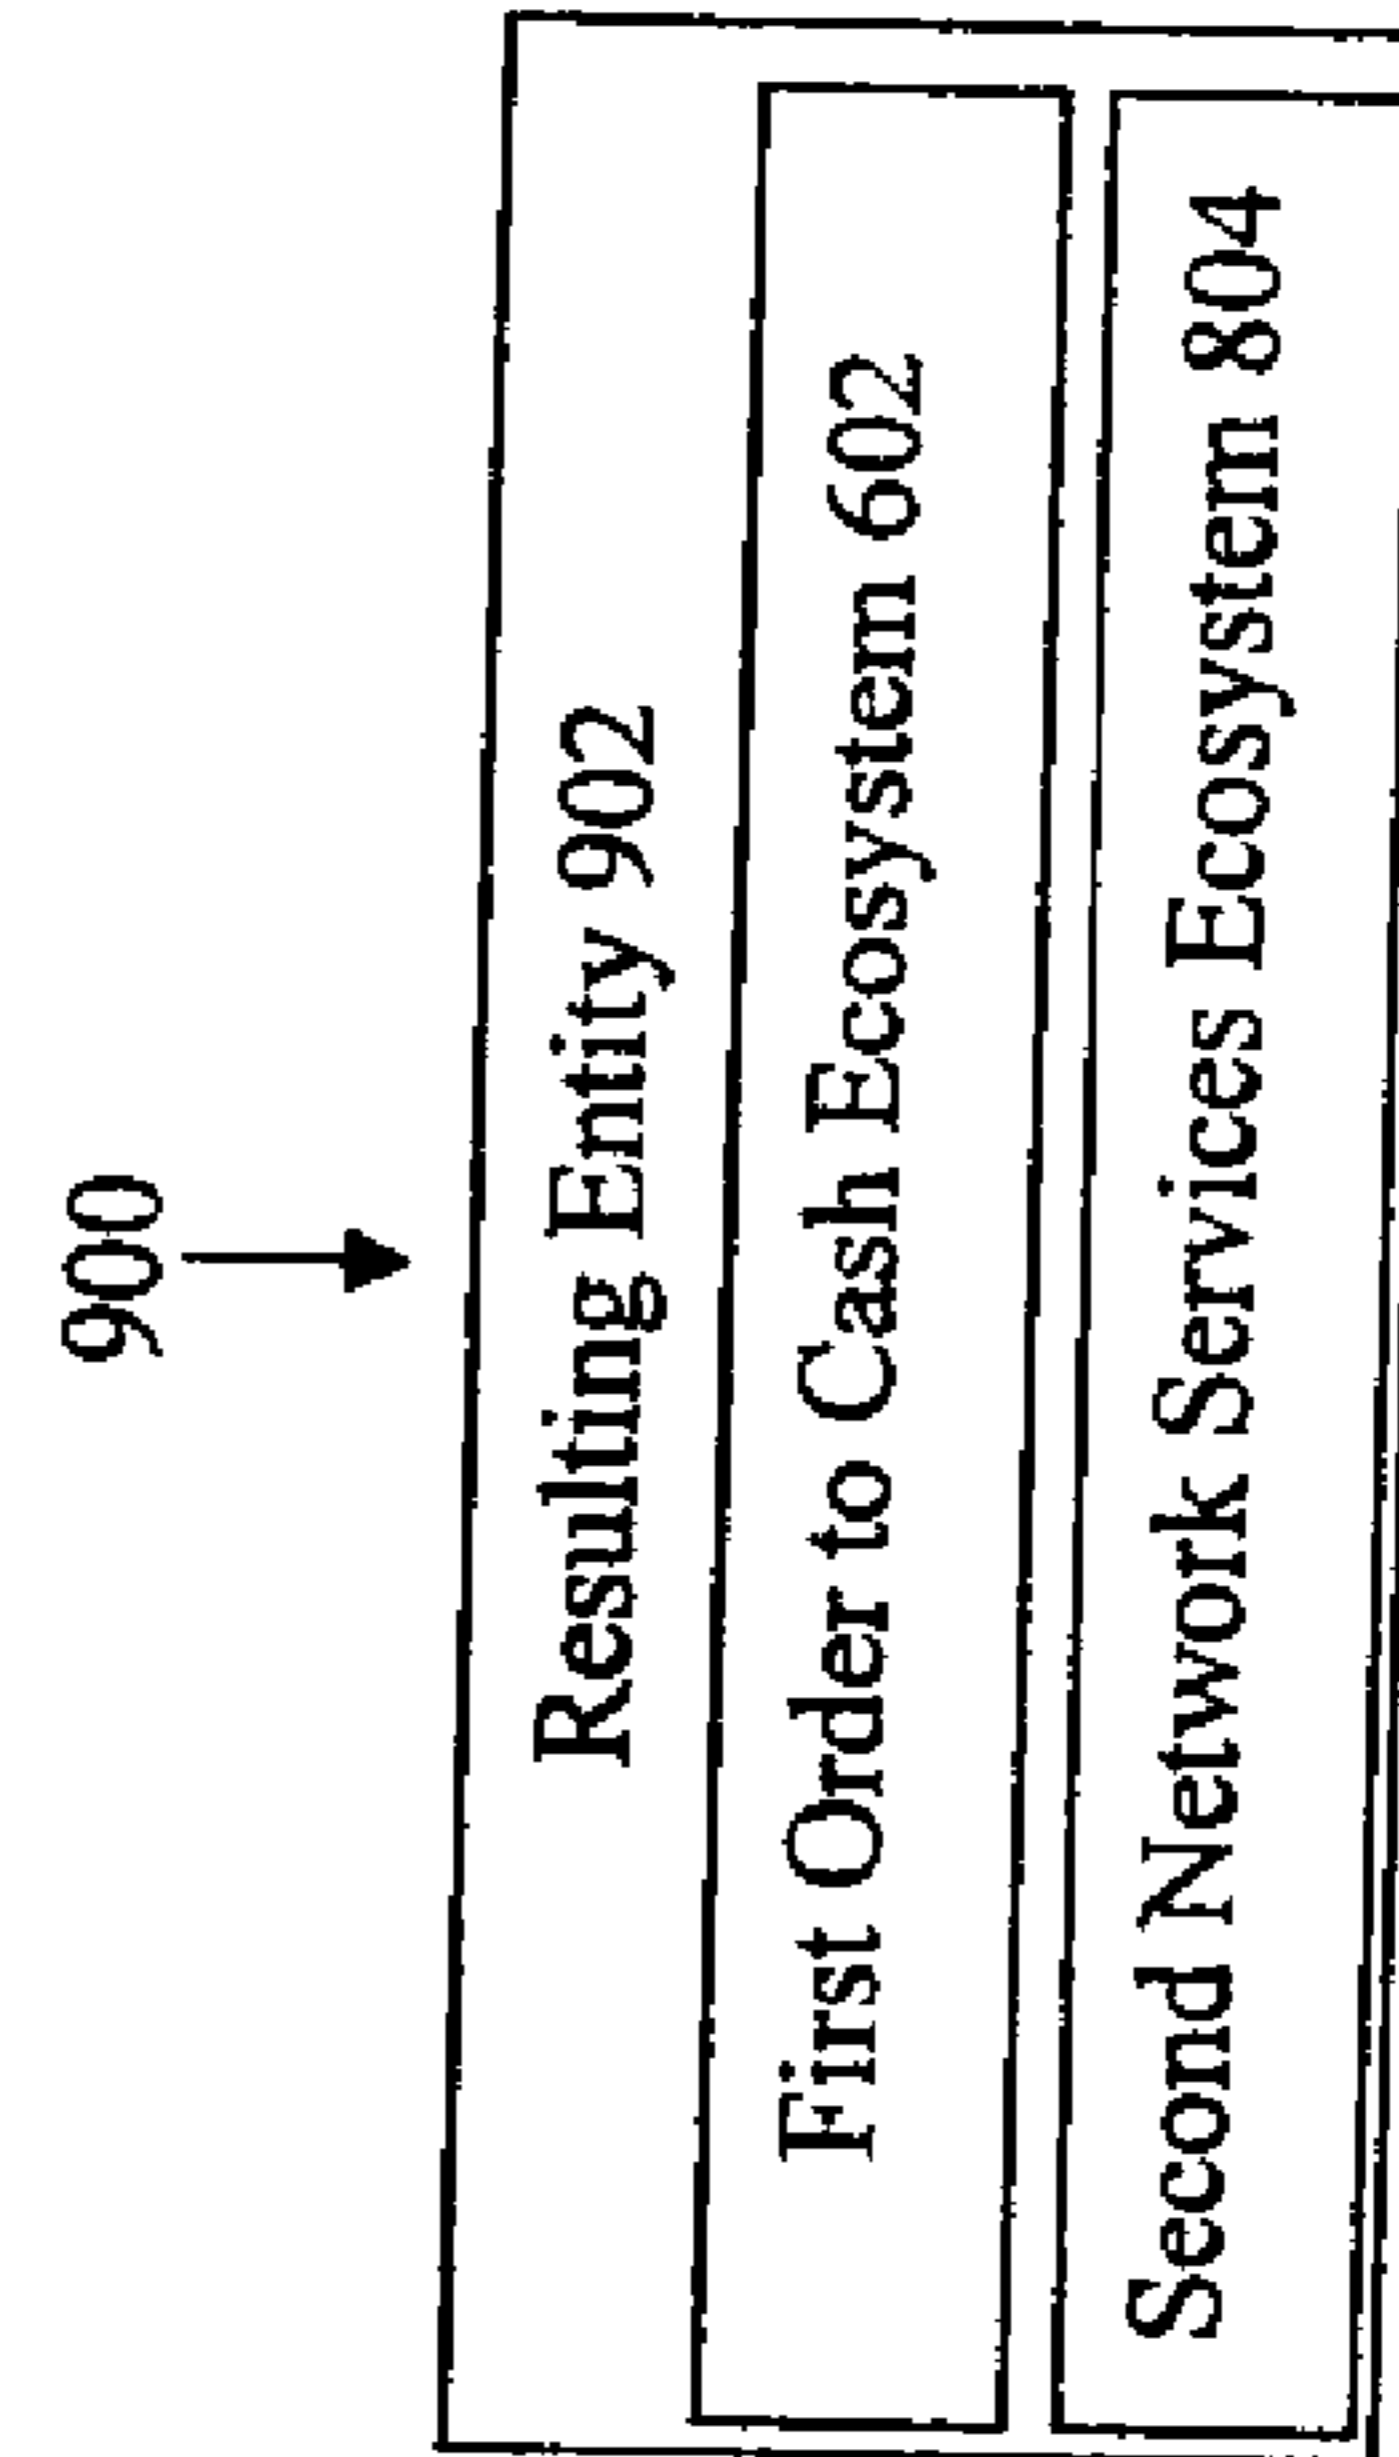 900
Resulting Entity 902
First Order to Cash Ecosystem 602
Second Network Services Ecosystem 804